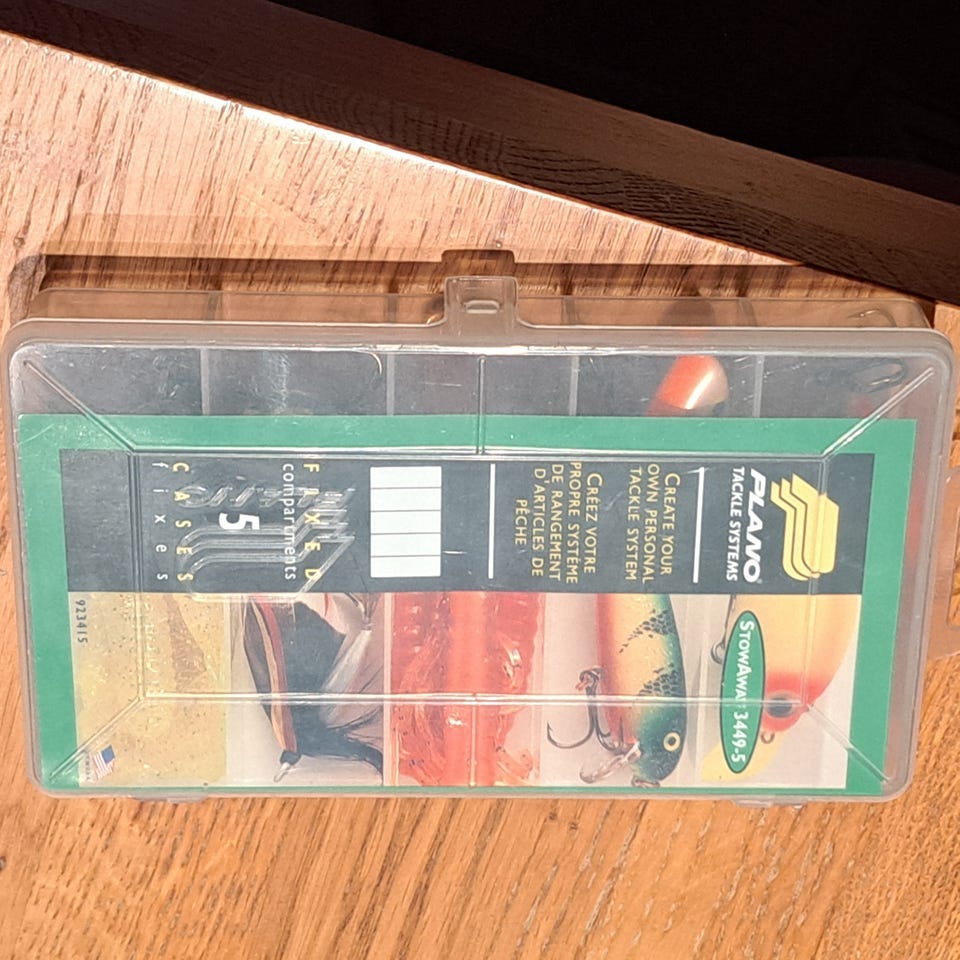 PLANO®
TACKLE SYSTEMS
CREATE YOUR
OWN PERSONAL
TACKLE SYSTEM
CRÉEZ VOTRE
PROPRE SYSTÈME
DE RANGEMENT
D'ARTICLES DE
PÊCHE
FIXED
compartments
5
CASES
fixes
STOWAWAY 3449-5
923415